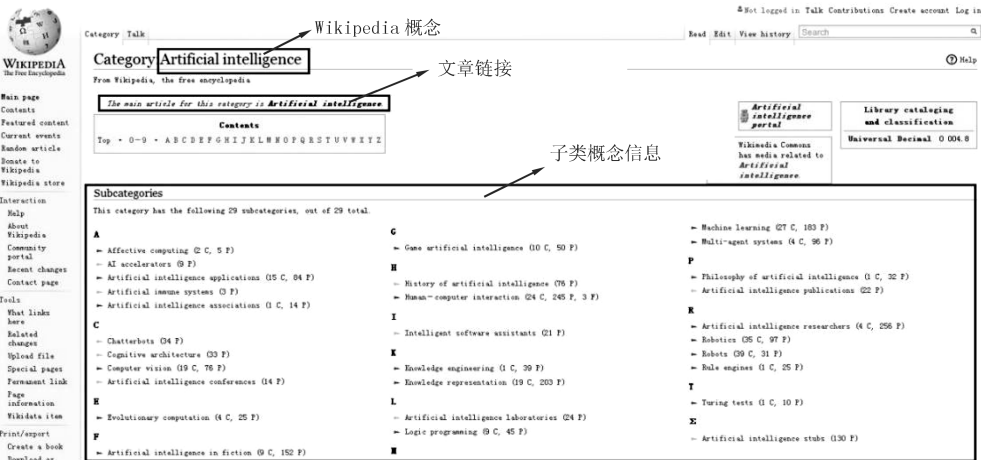 Not logged in Talk Contributions Create account Log in
Wikipedia 概念
Category Talk
Read Edit View history Search
WIKIPEDIA
The Free Encyclopedia
Category:Artificial intelligence
Help
From Wikipedia, the free encyclopedia
文章链接
Main page
Contents
Featured content
Current events
Random article
Donate to
Wikipedia
Wikipedia store
Interaction
Help
About
Wikipedia
Community
portal
Recent changes
Contact page
Tools
What links
here
Related
changes
Upload file
Special pages
Permanent link
Page
information
Wikidata item
Print/export
Create a book
Download as
The main article for this category is Artificial intelligence.
Contents
Top · 0–9 · A B C D E F G H I J K L M N O P Q R S T U V W X Y Z
Artificial
intelligence
portal
Wikimedia Commons
has media related to
Artificial
intelligence.
Library cataloging
and classification
Universal Decimal 0 004.8
子类概念信息
Subcategories
This category has the following 29 subcategories, out of 29 total.
A
► Affective computing (2 C, 5 P)
– AI accelerators (9 P)
► Artificial intelligence applications (15 C, 84 P)
– Artificial immune systems (3 P)
► Artificial intelligence associations (1 C, 14 P)
C
– Chatterbots (34 P)
– Cognitive architecture (33 P)
► Computer vision (19 C, 76 P)
– Artificial intelligence conferences (14 P)
E
► Evolutionary computation (4 C, 25 P)
F
► Artificial intelligence in fiction (9 C, 152 P)
G
► Game artificial intelligence (10 C, 50 P)
H
– History of artificial intelligence (76 P)
► Human–computer interaction (24 C, 245 P, 3 F)
I
– Intelligent software assistants (21 P)
K
► Knowledge engineering (1 C, 39 P)
► Knowledge representation (19 C, 203 P)
L
– Artificial intelligence laboratories (24 P)
► Logic programming (9 C, 45 P)
M
► Machine learning (27 C, 183 P)
► Multi-agent systems (4 C, 96 P)
P
► Philosophy of artificial intelligence (1 C, 32 P)
– Artificial intelligence publications (22 P)
R
► Artificial intelligence researchers (4 C, 256 P)
► Robotics (35 C, 97 P)
► Robots (39 C, 31 P)
► Rule engines (1 C, 25 P)
T
► Turing tests (1 C, 10 P)
Σ
– Artificial intelligence stubs (130 P)